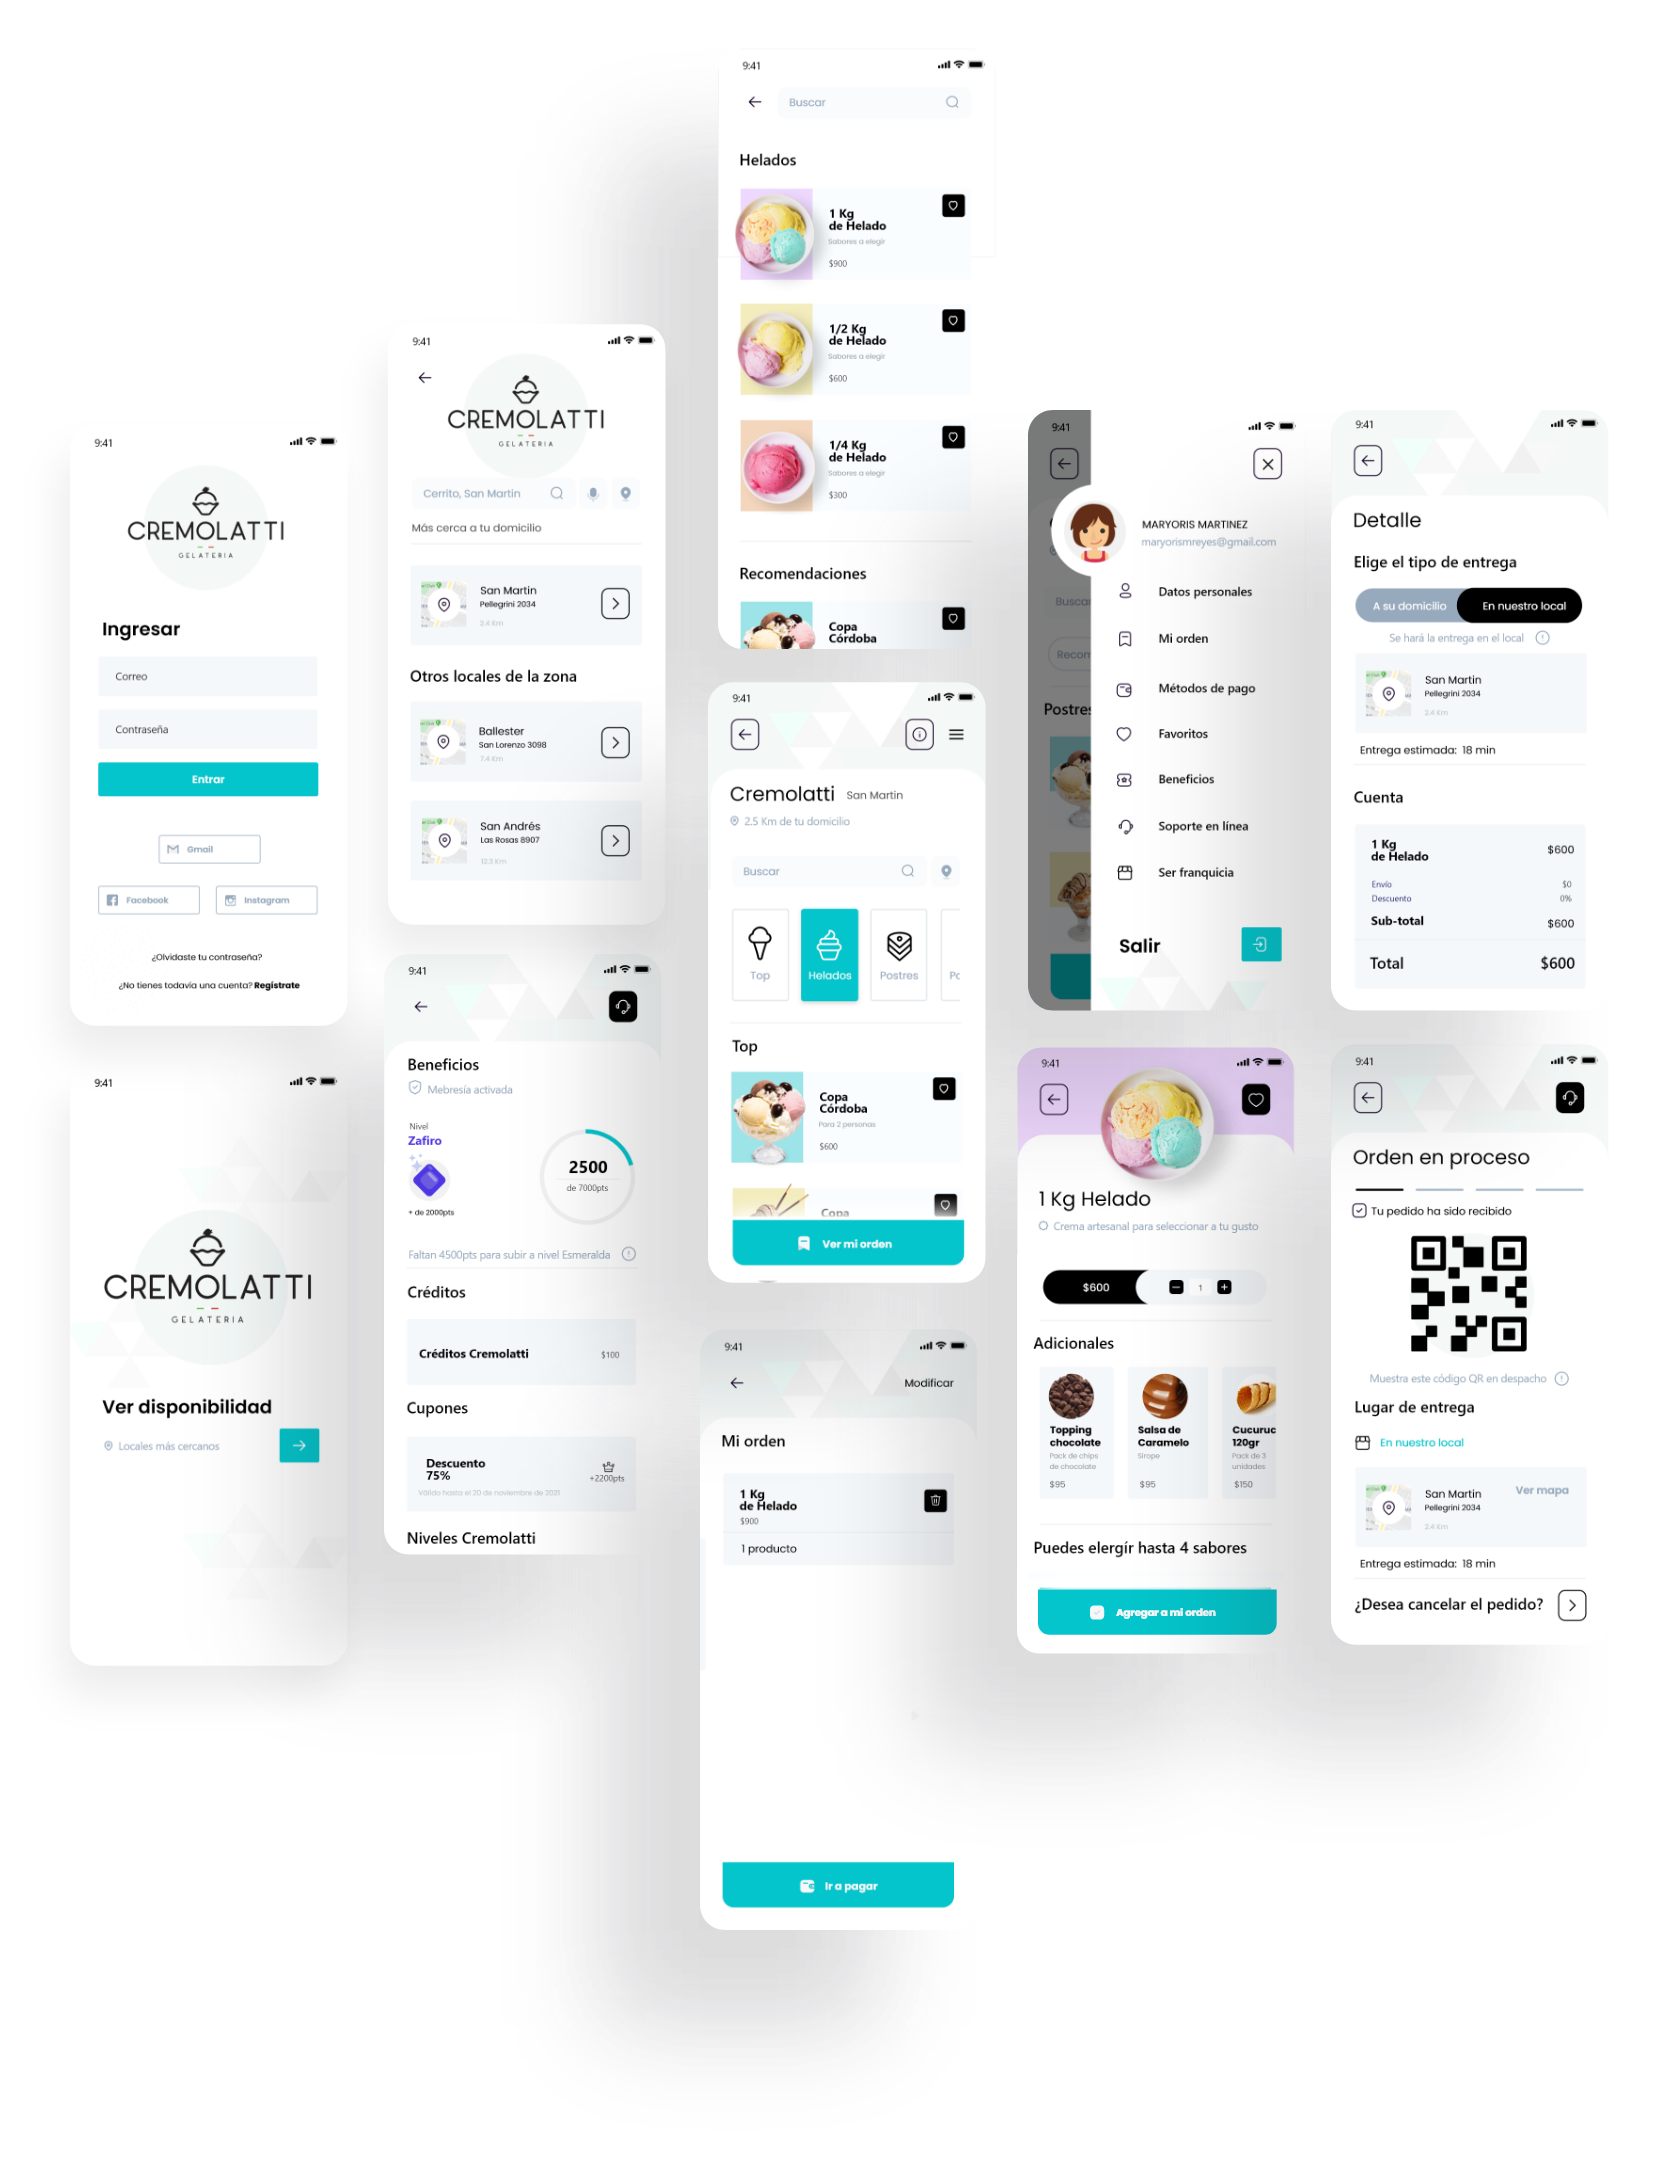 9:41
CREMOLATTI
GELATERIA
Ingresar
Correo
Contraseña
Entrar
Gmail
Facebook
Instagram
¿Olvidaste tu contraseña?
¿No tienes todavía una cuenta? Regístrate
9:41
CREMOLATTI
GELATERIA
Ver disponibilidad
Locales más cercanos
9:41
CREMOLATTI
GELATERIA
Cerrito, San Martín
Más cerca a tu domicilio
San Martin
Pellegrini 2034
2.4 Km
Otros locales de la zona
Ballester
San Lorenzo 3098
7.4 Km
San Andrés
Las Rosas 8907
12.3 Km
9:41
Beneficios
Mebresía activada
Nivel
Zafiro
+ de 2000pts
2500
de 7000pts
Faltan 4500pts para subir a nivel Esmeralda
Créditos
Créditos Cremolatti
$100
Cupones
Descuento
75%
Válido hasta el 20 de noviembre de 2021
+2200pts
Niveles Cremolatti
9:41
Buscar
Helados
1 Kg
de Helado
Sabores a elegir
$900
1/2 Kg
de Helado
Sabores a elegir
$600
1/4 Kg
de Helado
Sabores a elegir
$300
Recomendaciones
Copa
Córdoba
9:41
Cremolatti San Martin
2.5 Km de tu domicilio
Buscar
Top
Helados
Postres
Pc
Top
Copa
Córdoba
Para 2 personas
$600
Copa
Ver mi orden
9:41
Modificar
Mi orden
1 Kg
de Helado
$900
1 producto
Ir a pagar
9:41
Buscar
Recom
Postres
MARYORIS MARTINEZ
maryorismreyes@gmail.com
Datos personales
Mi orden
Métodos de pago
Favoritos
Beneficios
Soporte en línea
Ser franquicia
Salir
9:41
1 Kg Helado
Crema artesanal para seleccionar a tu gusto
$600
1
Adicionales
Topping
chocolate
Pack de chips
de chocolate
$95
Salsa de
Caramelo
Sirope
$95
Cucuruc
120gr
Pack de 3
unidades
$150
Puedes elergír hasta 4 sabores
Agregar a mi orden
9:41
Detalle
Elige el tipo de entrega
A su domicilio
En nuestro local
Se hará la entrega en el local
San Martin
Pellegrini 2034
2.4 Km
Entrega estimada: 18 min
Cuenta
1 Kg
de Helado
$600
Envío
$0
Descuento
0%
Sub-total
$600
Total
$600
9:41
Orden en proceso
Tu pedido ha sido recibido
Muestra este código QR en despacho
Lugar de entrega
En nuestro local
San Martin
Pellegrini 2034
2.4 Km
Ver mapa
Entrega estimada: 18 min
¿Desea cancelar el pedido?